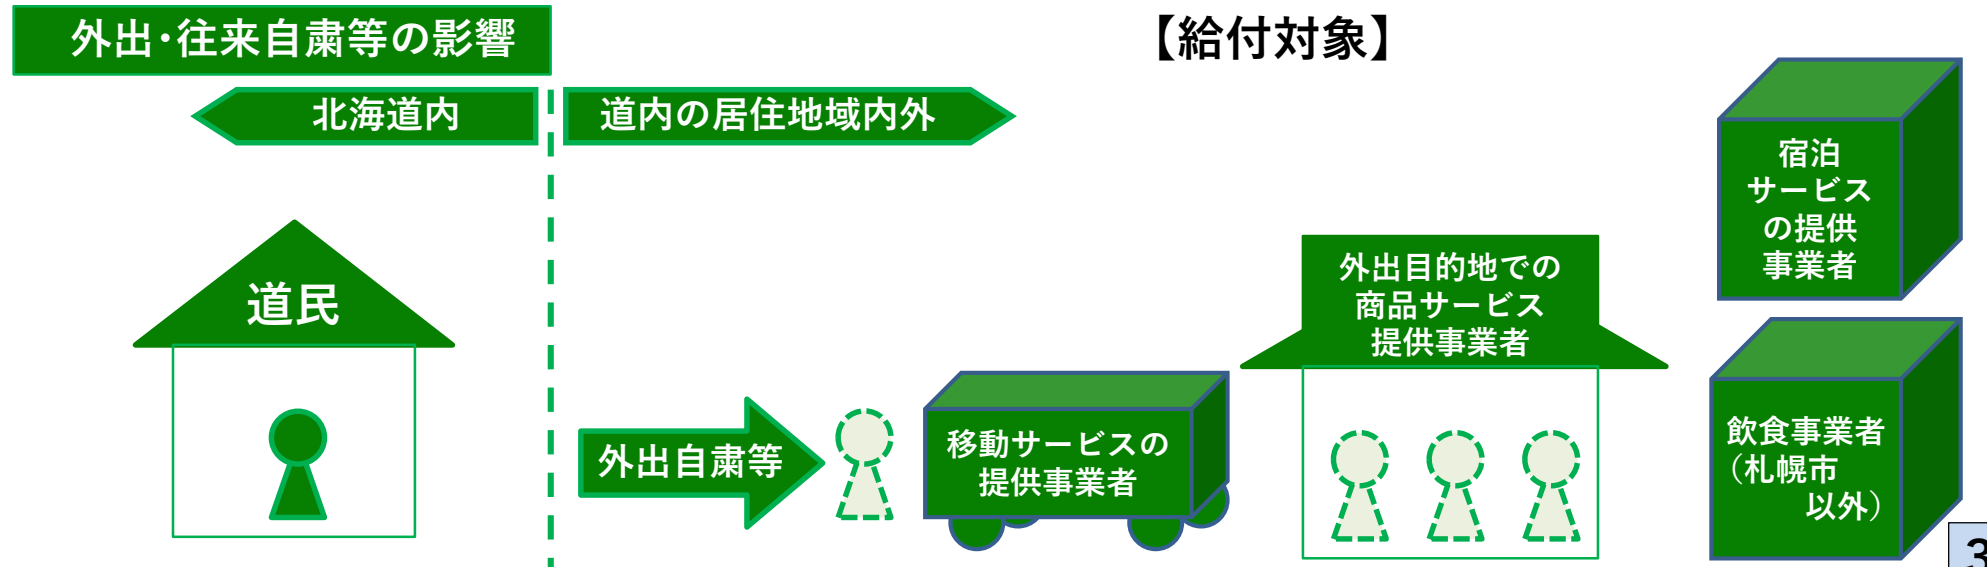 外出・往来自粛等の影響
【給付対象】
北海道内
道内の居住地域内外
宿泊
サービス
の提供
事業者
道民
外出目的地での
商品サービス
提供事業者
外出自粛等
移動サービスの
提供事業者
飲食事業者
（札幌市
以外）
3